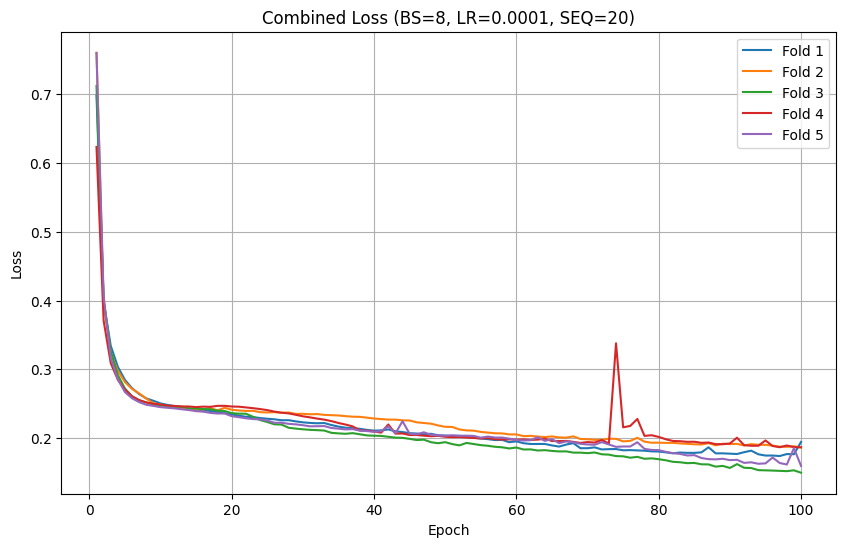 Combined Loss (BS=8, LR=0.0001, SEQ=20)
Fold 1
Fold 2
Fold 3
Fold 4
Fold 5
Loss
0.7
0.6
0.5
0.4
0.3
0.2
0
20
40
60
80
100
Epoch